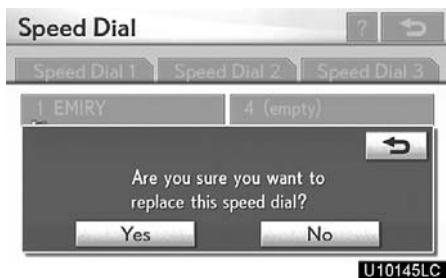 Speed Dial
?
Speed Dial 1 Speed Dial 2 Speed Dial 3
1 EMIRY 4 (empty)
Are you sure you want to
replace this speed dial?
Yes No
U10145LC